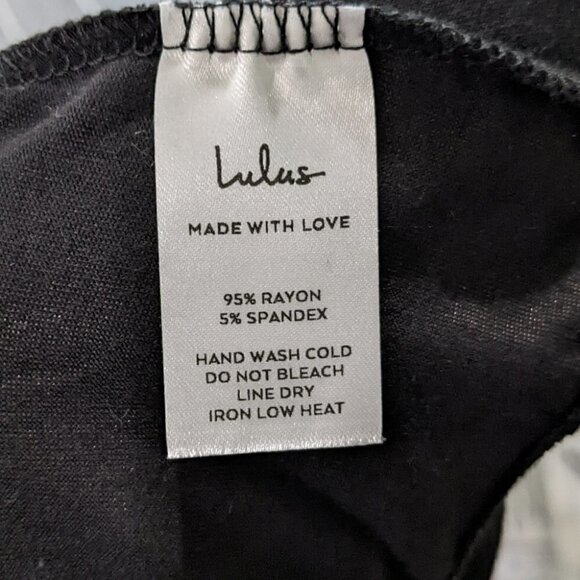 Lulus
MADE WITH LOVE
95% RAYON
5% SPANDEX
HAND WASH COLD
DO NOT BLEACH
LINE DRY
IRON LOW HEAT